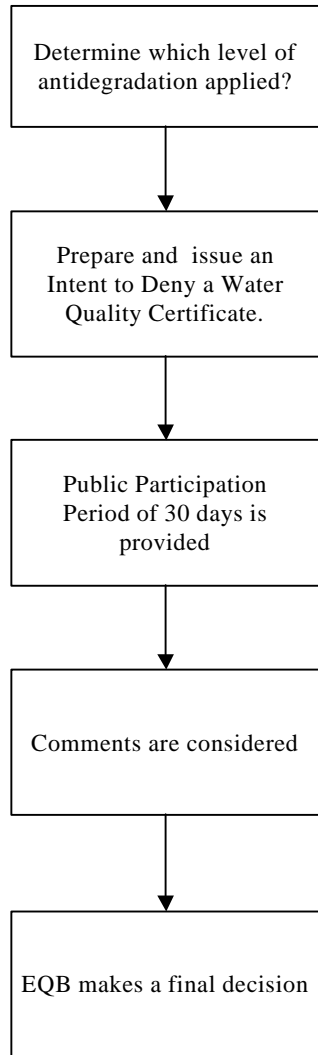 Determine which level of
antidegradation applied?
Prepare and issue an
Intent to Deny a Water
Quality Certificate.
Public Participation
Period of 30 days is
provided
Comments are considered
EQB makes a final decision